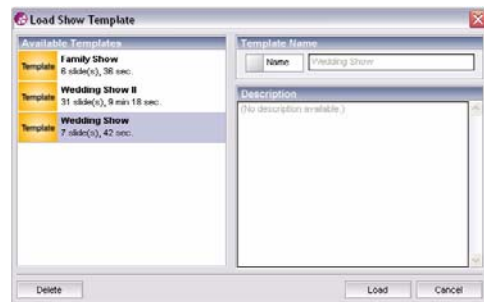 Load Show Template
Available Templates
Template
Family Show
6 slide(s), 36 sec.
Template
Wedding Show II
31 slide(s), 9 min 18 sec.
Template
Wedding Show
7 slide(s), 42 sec.
Template Name
Name
Wedding Show
Description
(No description available.)
Delete
Load
Cancel